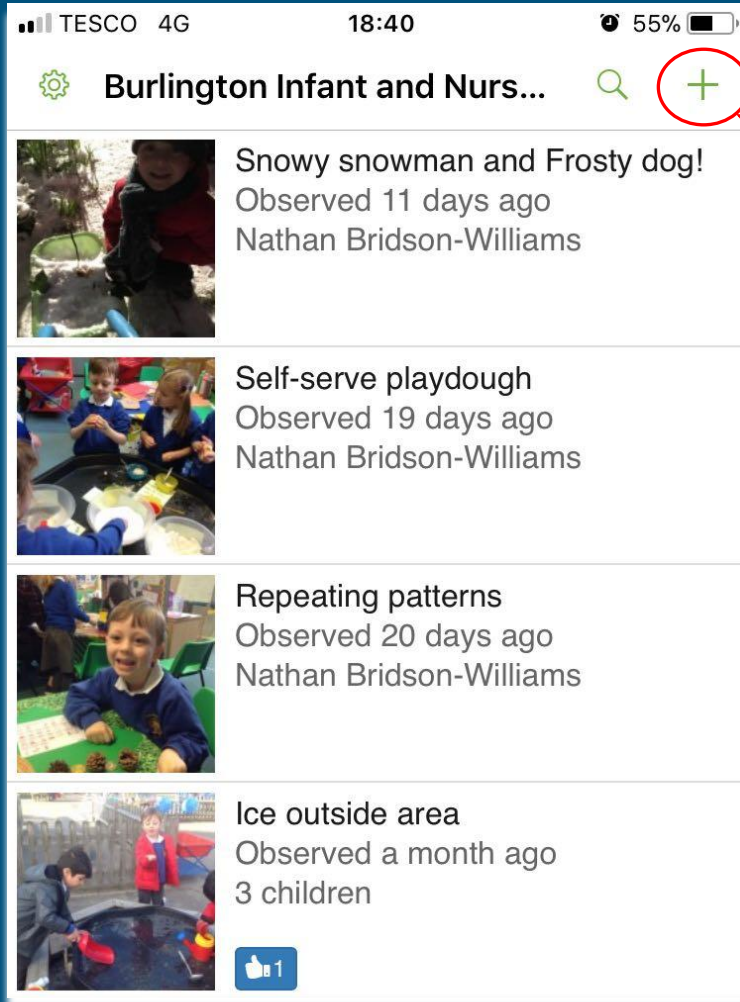 TESCO 4G 18:40 55%
Burlington Infant and Nurs...
Snowy snowman and Frosty dog!
Observed 11 days ago
Nathan Bridson-Williams
Self-serve playdough
Observed 19 days ago
Nathan Bridson-Williams
Repeating patterns
Observed 20 days ago
Nathan Bridson-Williams
Ice outside area
Observed a month ago
3 children
1